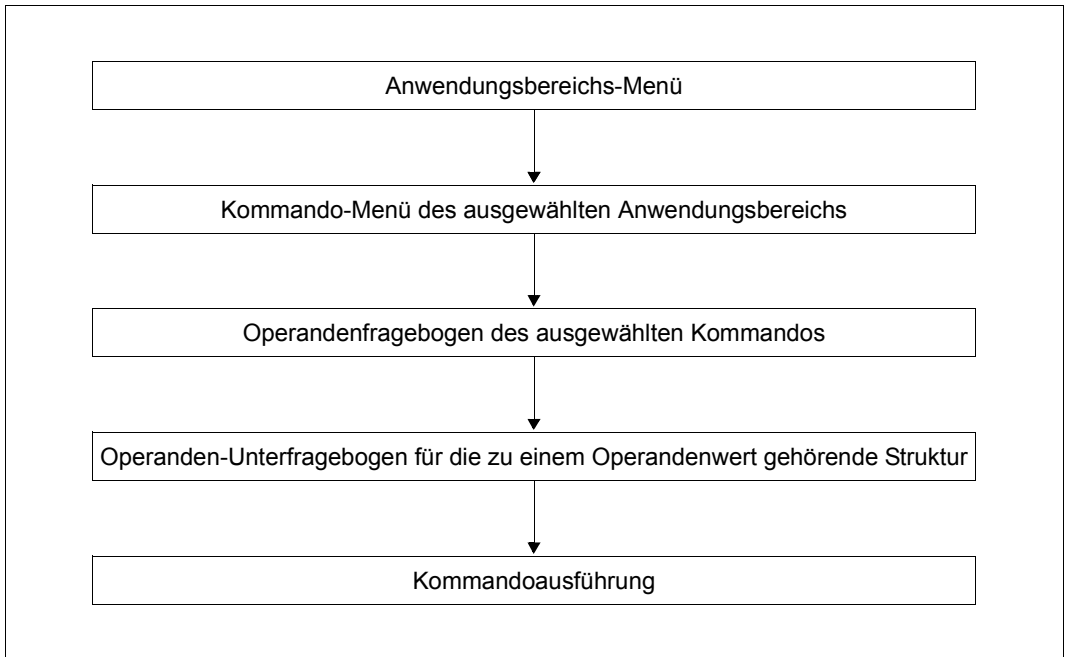 Anwendungsbereichs-Menü
Kommando-Menü des ausgewählten Anwendungsbereichs
Operandenfragebogen des ausgewählten Kommandos
Operanden-Unterfragebogen für die zu einem Operandenwert gehörende Struktur
Kommandoausführung